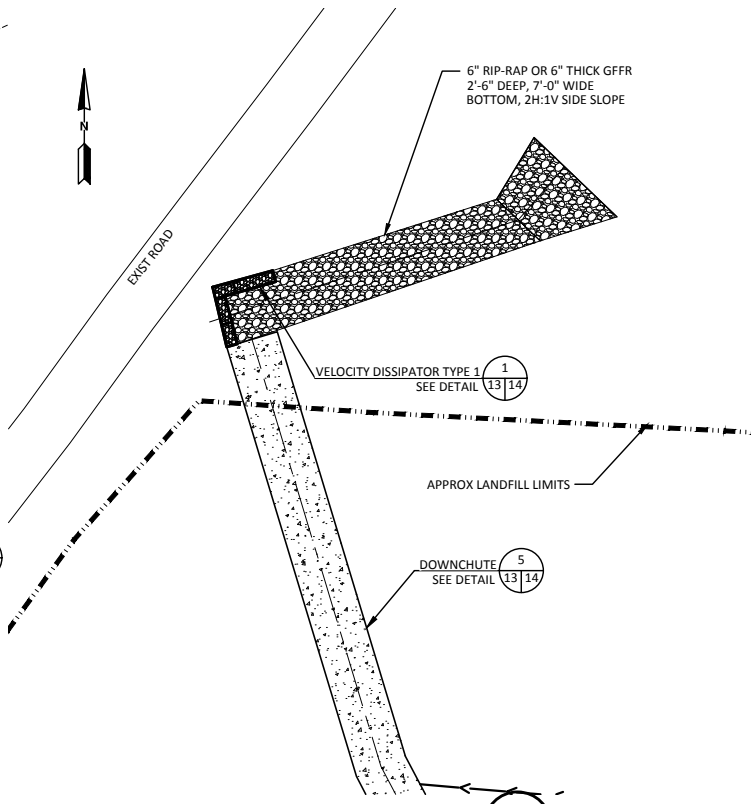 6" RIP-RAP OR 6" THICK GFFR
2'-6" DEEP, 7'-0" WIDE
BOTTOM, 2H:1V SIDE SLOPE
N
EXIST ROAD
VELOCITY DISSIPATOR TYPE 1
SEE DETAIL
1
13 14
APPROX LANDFILL LIMITS
DOWNCHUTE
SEE DETAIL
5
13 14